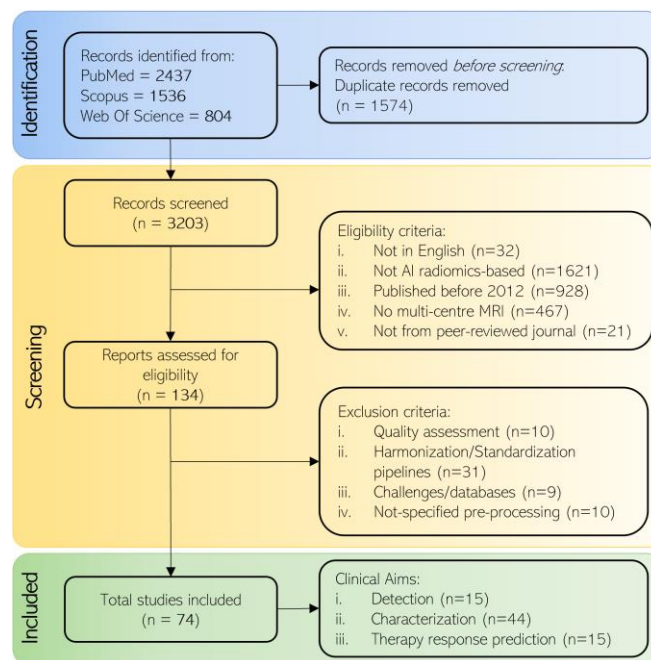 Identification
Records identified from:
PubMed = 2437
Scopus = 1536
Web Of Science = 804
Records removed before screening:
Duplicate records removed
(n = 1574)
Screening
Records screened
(n = 3203)
Eligibility criteria:
i. Not in English (n=32)
ii. Not AI radiomics-based (n=1621)
iii. Published before 2012 (n=928)
iv. No multi-centre MRI (n=467)
v. Not from peer-reviewed journal (n=21)
Reports assessed for
eligibility
(n = 134)
Exclusion criteria:
i. Quality assessment (n=10)
ii. Harmonization/Standardization
pipelines (n=31)
iii. Challenges/databases (n=9)
iv. Not-specified pre-processing (n=10)
Included
Total studies included
(n = 74)
Clinical Aims:
i. Detection (n=15)
ii. Characterization (n=44)
iii. Therapy response prediction (n=15)